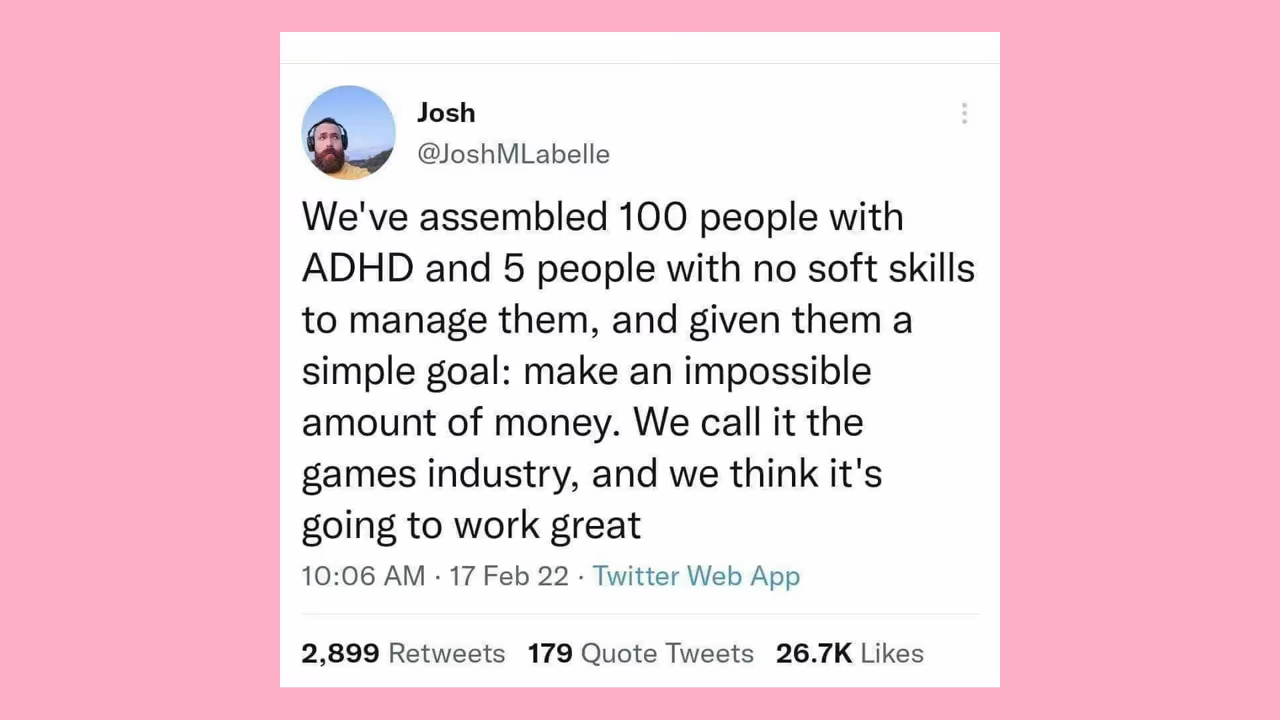 Josh
@JoshMLabelle
We've assembled 100 people with
ADHD and 5 people with no soft skills
to manage them, and given them a
simple goal: make an impossible
amount of money. We call it the
games industry, and we think it's
going to work great
10:06 AM · 17 Feb 22 · Twitter Web App
2,899 Retweets 179 Quote Tweets 26.7K Likes